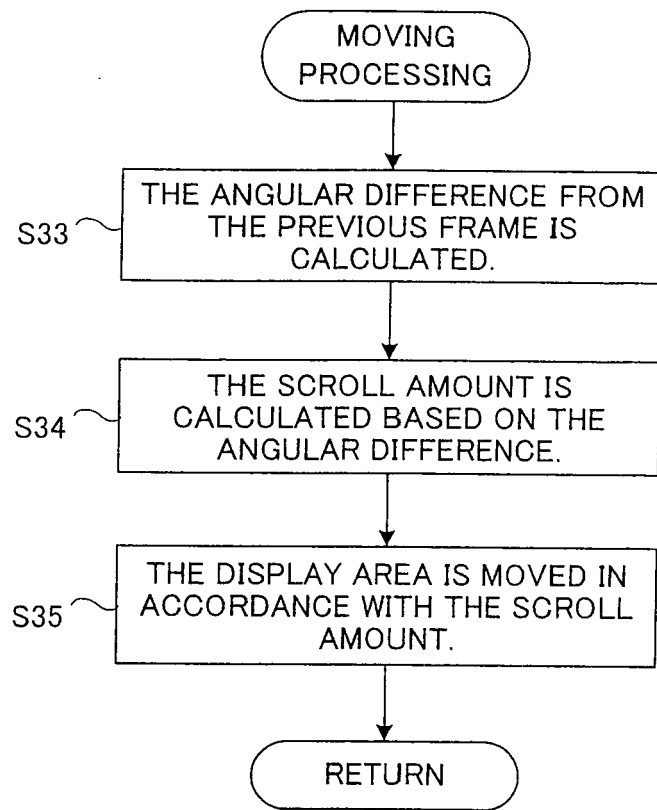 MOVING
PROCESSING
S33
THE ANGULAR DIFFERENCE FROM
THE PREVIOUS FRAME IS
CALCULATED.
S34
THE SCROLL AMOUNT IS
CALCULATED BASED ON THE
ANGULAR DIFFERENCE.
S35
THE DISPLAY AREA IS MOVED IN
ACCORDANCE WITH THE SCROLL
AMOUNT.
RETURN